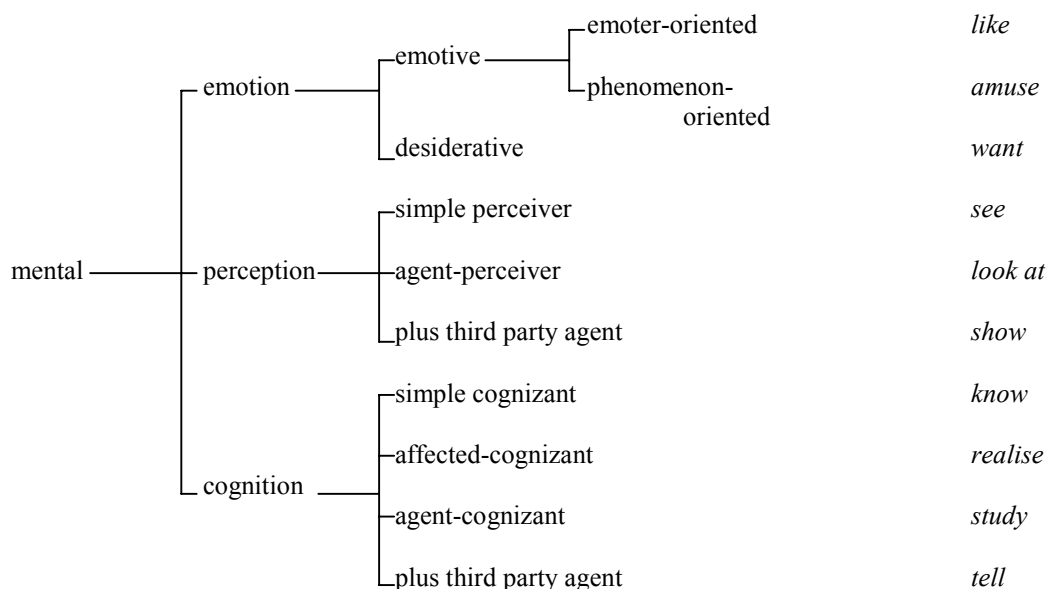 emoter-oriented like
emotive
emotion phenomenon- amuse
oriented
desiderative want
simple perceiver see
mental perception agent-perceiver look at
plus third party agent show
simple cognizant know
affected-cognizant realise
cognition
agent-cognizant study
plus third party agent tell